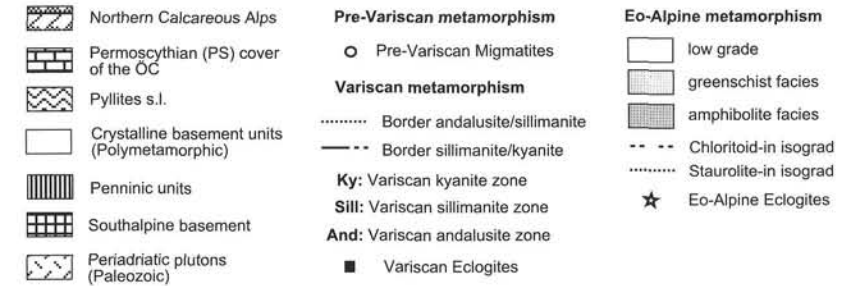 Northern Calcareous Alps
Permoscythian (PS) cover
of the ÖC
Pyllites s.l.
Crystalline basement units
(Polymetamorphic)
Penninic units
Southalpine basement
Periadriatic plutons
(Paleozoic)
Pre-Variscan metamorphism
Pre-Variscan Migmatites
Variscan metamorphism
Border andalusite/sillimanite
Border sillimanite/kyanite
Ky: Variscan kyanite zone
Sill: Variscan sillimanite zone
And: Variscan andalusite zone
Variscan Eclogites
Eo-Alpine metamorphism
low grade
greenschist facies
amphibolite facies
Chloritoid-in isograd
Staurolite-in isograd
Eo-Alpine Eclogites